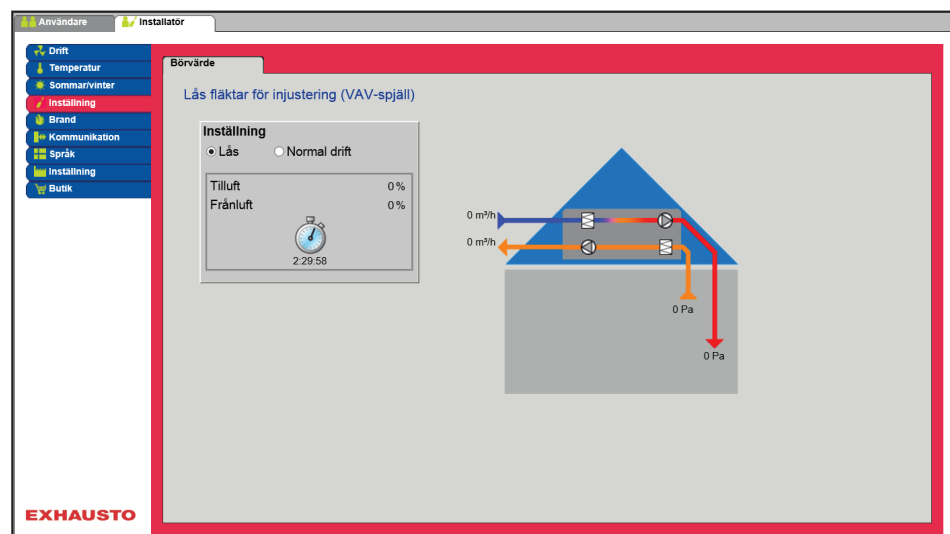 Användare
Installatör
Drift
Temperatur
Sommar/vinter
Inställning
Brand
Kommunikation
Språk
Inställning
Butik
EXHAUSTO
Börvärde
Lås fläktar för injustering (VAV-spjäll)
Inställning
Lås Normal drift
Tilluft 0 %
Frånluft 0 %
2:29:58
0 m³/h
0 m³/h
0 Pa
0 Pa